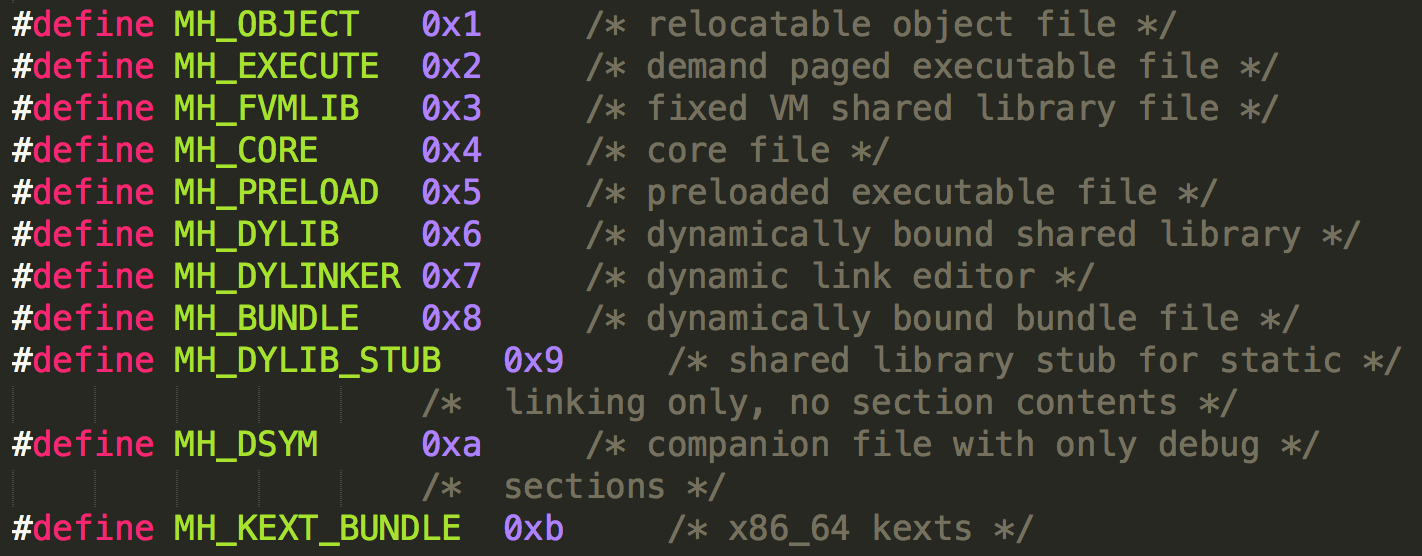 #define MH_OBJECT 0x1 /* relocatable object file */
#define MH_EXECUTE 0x2 /* demand paged executable file */
#define MH_FVMLIB 0x3 /* fixed VM shared library file */
#define MH_CORE 0x4 /* core file */
#define MH_PRELOAD 0x5 /* preloaded executable file */
#define MH_DYLIB 0x6 /* dynamically bound shared library */
#define MH_DYLINKER 0x7 /* dynamic link editor */
#define MH_BUNDLE 0x8 /* dynamically bound bundle file */
#define MH_DYLIB_STUB 0x9 /* shared library stub for static */
/* linking only, no section contents */
#define MH_DSYM 0xa /* companion file with only debug */
/* sections */
#define MH_KEXT_BUNDLE 0xb /* x86_64 kexts */